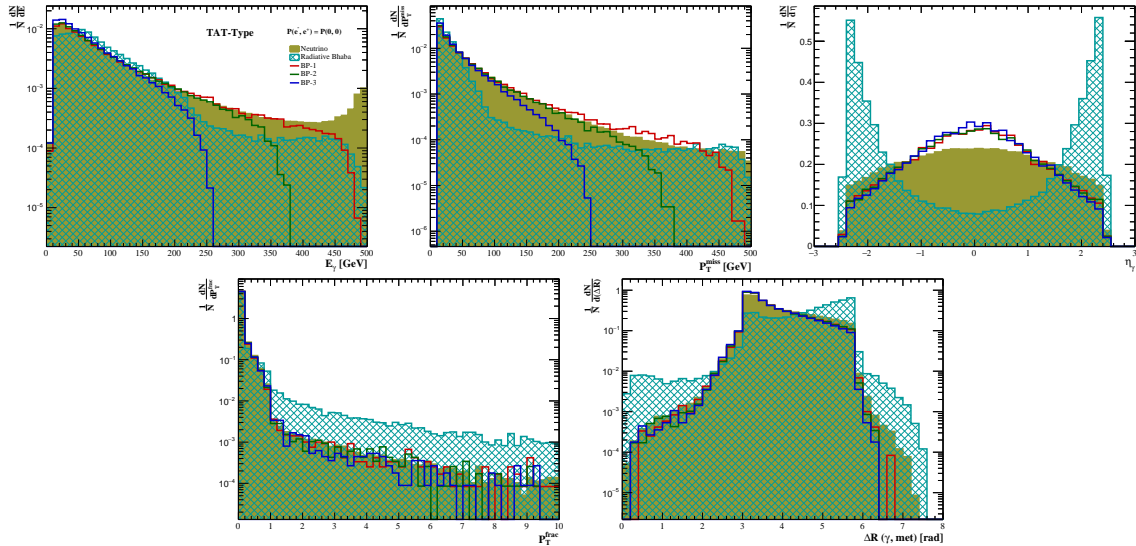 1/N dN/dE
TAT-Type
P(e⁻, e⁺) = P(0, 0)
Neutrino
Radiative Bhaba
BP-1
BP-2
BP-3
10⁻²
10⁻³
10⁻⁴
10⁻⁵
0 50 100 150 200 250 300 350 400 450 500
E_γ [GeV]
1/N dN/dP_T^miss
10⁻¹
10⁻²
10⁻³
10⁻⁴
10⁻⁵
10⁻⁶
0 50 100 150 200 250 300 350 400 450 500
P_T^miss [GeV]
1/N dN/dη
0.5
0.4
0.3
0.2
0.1
0
−3 −2 −1 0 1 2 3
η_γ
1/N dN/dP_T^frac
1
10⁻¹
10⁻²
10⁻³
10⁻⁴
0 1 2 3 4 5 6 7 8 9 10
P_T^frac
1/N dN/d(ΔR)
1
10⁻¹
10⁻²
10⁻³
10⁻⁴
10⁻⁵
0 1 2 3 4 5 6 7 8
ΔR (γ, met) [rad]